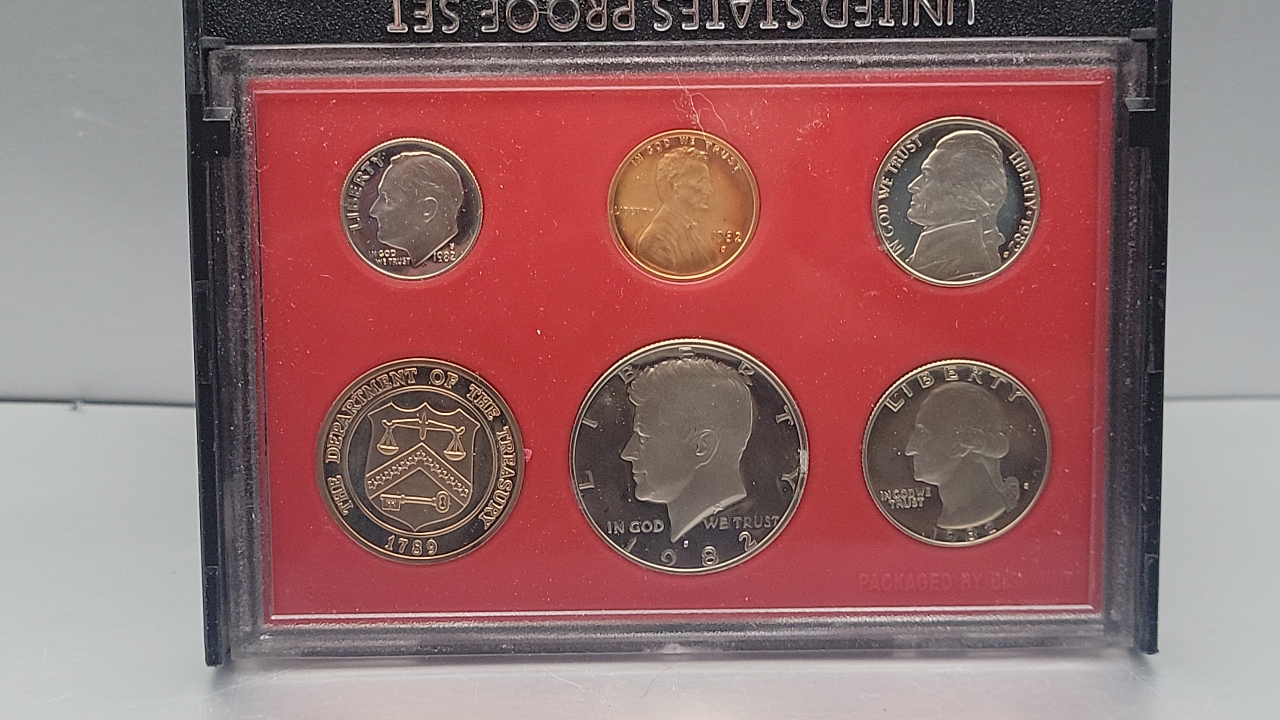 UNITED STATES PROOF SET
LIBERTY
IN GOD
WE TRUST
1982
S
IN GOD WE TRUST
LIBERTY
1982
S
IN GOD WE TRUST
LIBERTY · 1982
S
THE DEPARTMENT OF THE TREASURY
1789
LIBERTY
IN GOD WE TRUST
1982
S
LIBERTY
IN GOD WE
TRUST
S
1982
PACKAGED BY